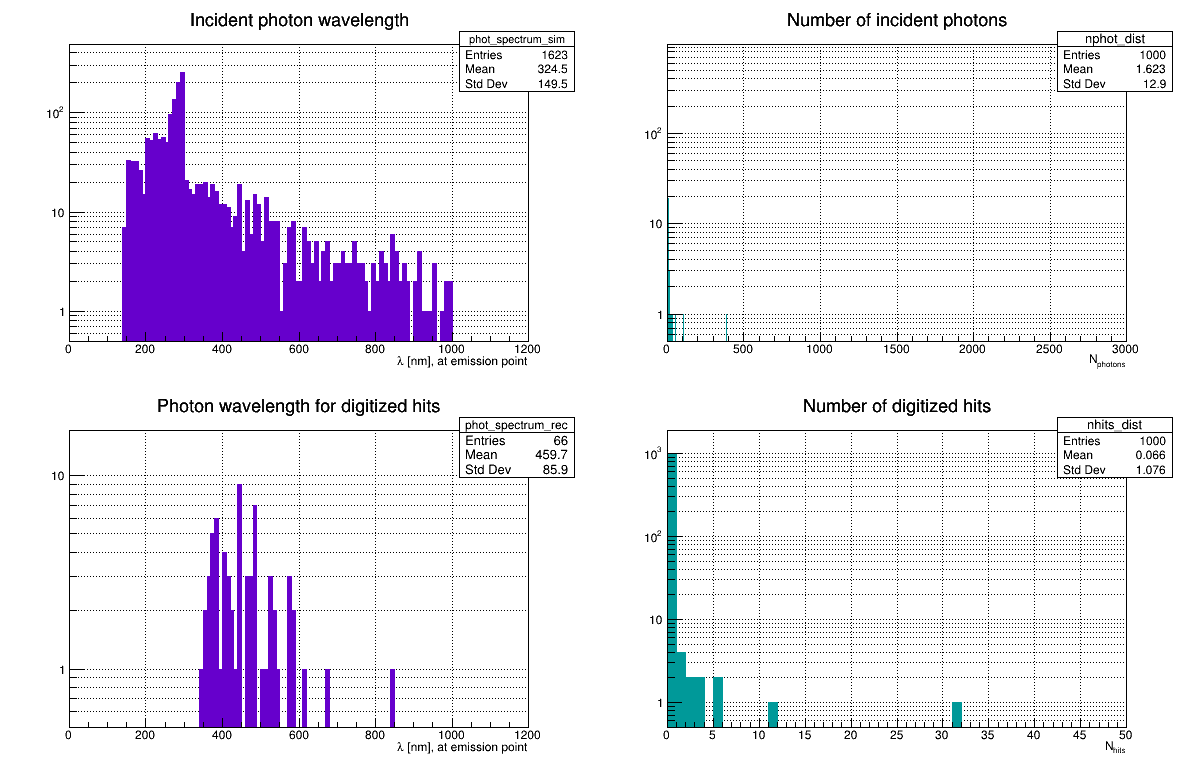 Incident photon wavelength
phot_spectrum_sim
Entries 1623
Mean 324.5
Std Dev 149.5
10²
10
1
0 200 400 600 800 1000 1200
λ [nm], at emission point
Number of incident photons
nphot_dist
Entries 1000
Mean 1.623
Std Dev 12.9
10²
10
1
0 500 1000 1500 2000 2500 3000
Nphotons
Photon wavelength for digitized hits
phot_spectrum_rec
Entries 66
Mean 459.7
Std Dev 85.9
10
1
0 200 400 600 800 1000 1200
λ [nm], at emission point
Number of digitized hits
nhits_dist
Entries 1000
Mean 0.066
Std Dev 1.076
10³
10²
10
1
0 5 10 15 20 25 30 35 40 45 50
Nhits